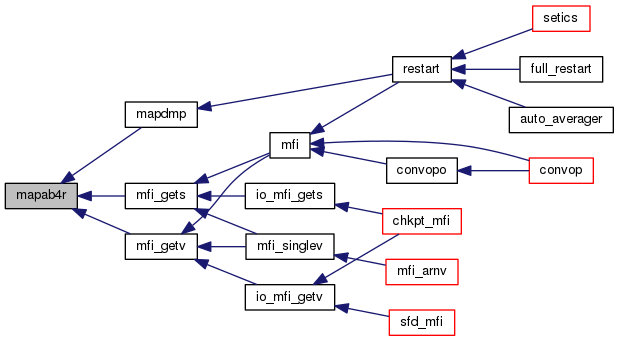 setics
restart
full_restart
mapdmp
auto_averager
mfi
convopo
convop
mapab4r
mfi_gets
io_mfi_gets
chkpt_mfi
mfi_getv
mfi_singlev
mfi_arnv
io_mfi_getv
sfd_mfi